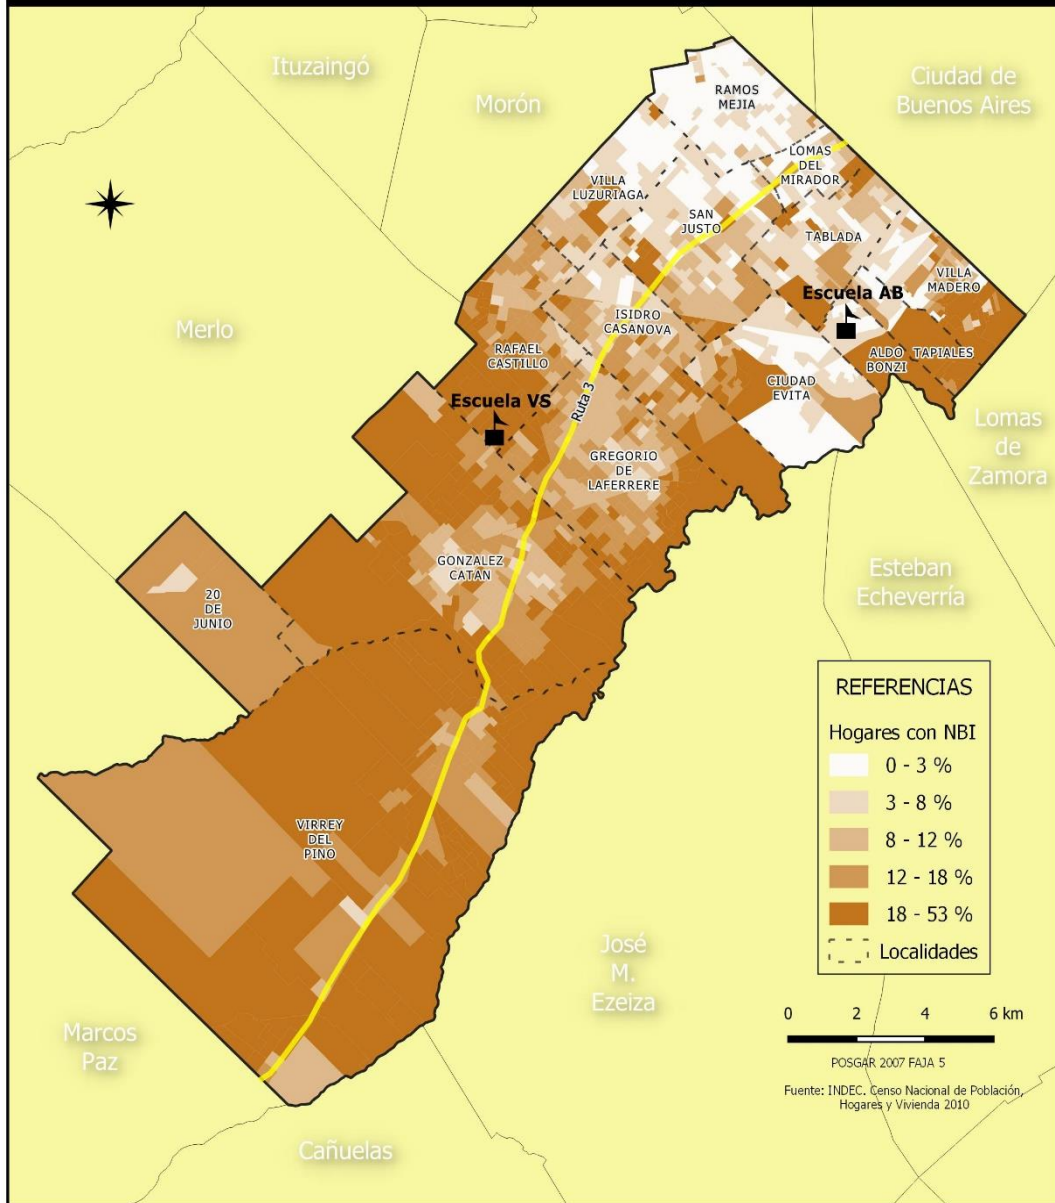 Ituzaingó
Morón
Ciudad de
Buenos Aires
RAMOS
MEJIA
LOMAS
DEL
MIRADOR
VILLA
LUZURIAGA
SAN
JUSTO
TABLADA
VILLA
MADERO
Escuela AB
Merlo
ISIDRO
CASANOVA
RAFAEL
CASTILLO
ALDO
BONZI
TAPIALES
CIUDAD
EVITA
Escuela VS
Ruta 3
Lomas
de
Zamora
GREGORIO
DE
LAFERRERE
GONZALEZ
CATAN
Esteban
Echeverría
20
DE
JUNIO
REFERENCIAS
Hogares con NBI
0 - 3 %
3 - 8 %
8 - 12 %
12 - 18 %
18 - 53 %
Localidades
VIRREY
DEL
PINO
José
M.
Ezeiza
Marcos
Paz
0 2 4 6 km
POSGAR 2007 FAJA 5
Fuente: INDEC. Censo Nacional de Población,
Hogares y Vivienda 2010
Cañuelas